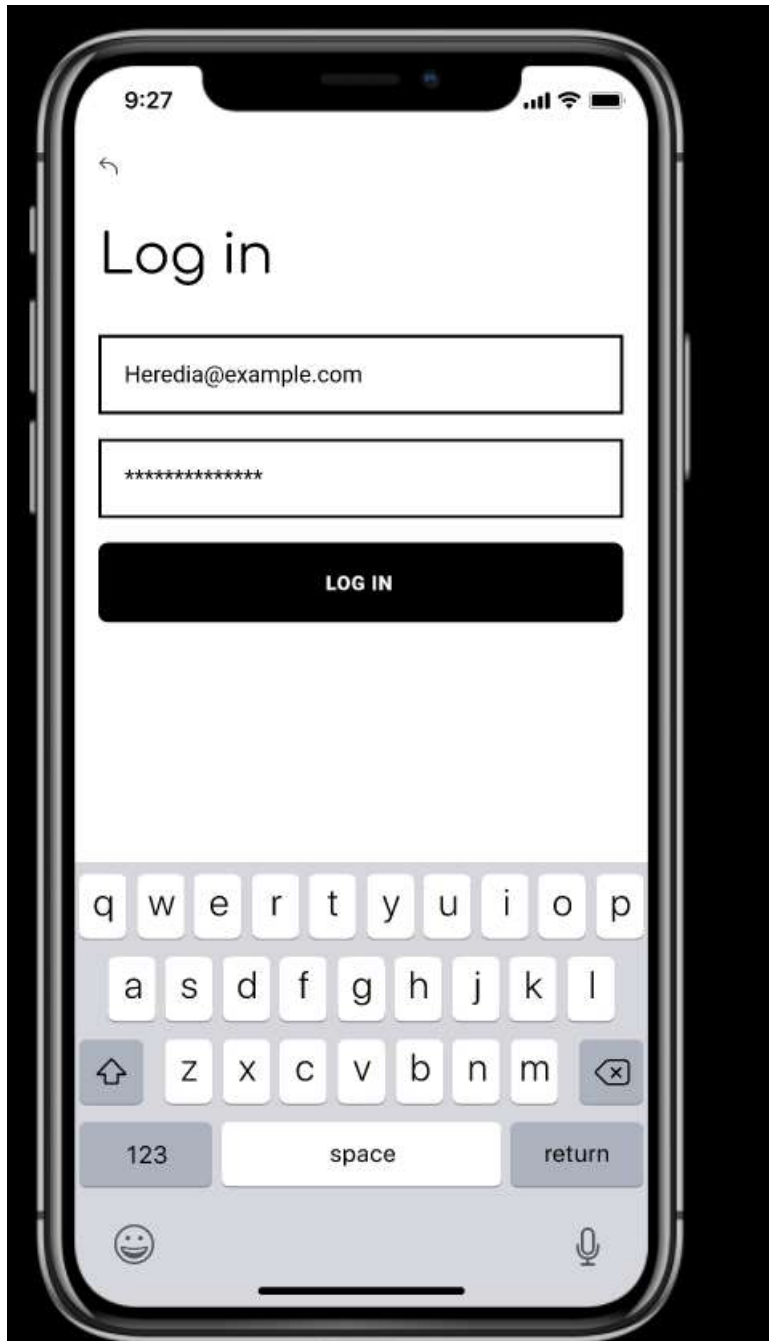 9:27
Log in
Heredia@example.com
**************
LOG IN
q w e r t y u i o p
a s d f g h j k l
z x c v b n m
123 space return